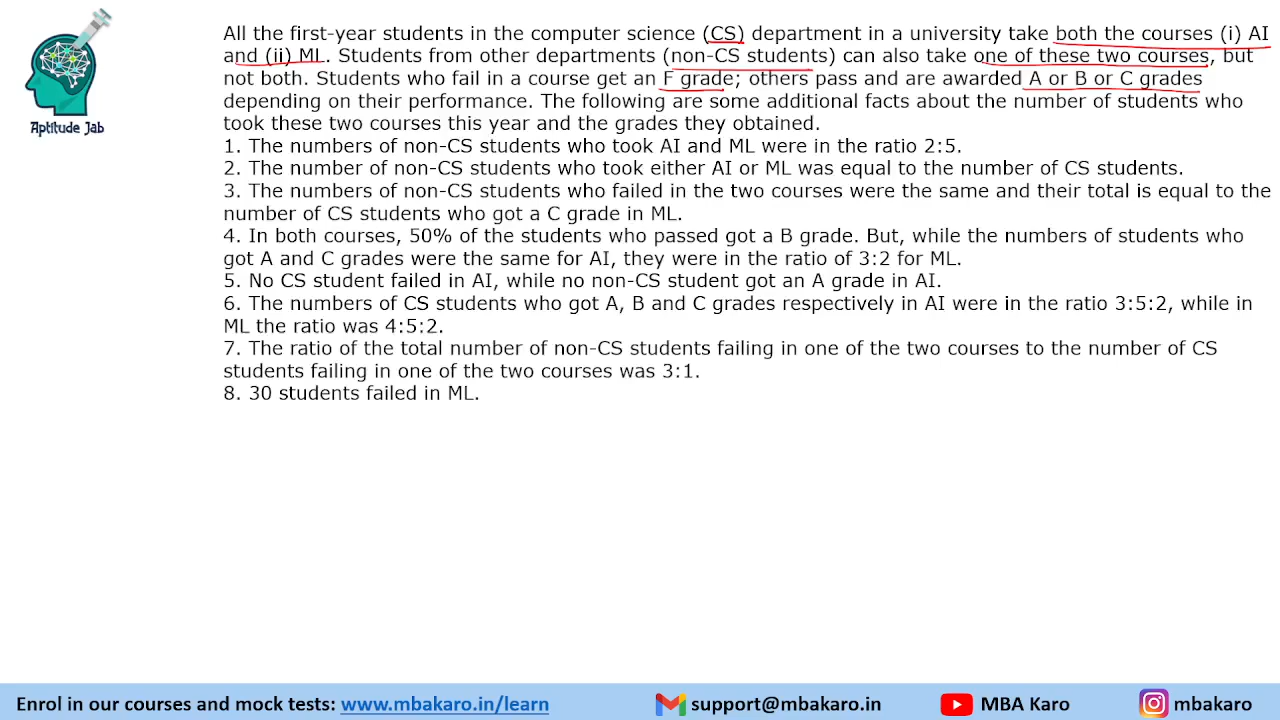 All the first-year students in the computer science (CS) department in a university take both the courses (i) AI
and (ii) ML. Students from other departments (non-CS students) can also take one of these two courses, but
not both. Students who fail in a course get an F grade; others pass and are awarded A or B or C grades
depending on their performance. The following are some additional facts about the number of students who
took these two courses this year and the grades they obtained.
1. The numbers of non-CS students who took AI and ML were in the ratio 2:5.
2. The number of non-CS students who took either AI or ML was equal to the number of CS students.
3. The numbers of non-CS students who failed in the two courses were the same and their total is equal to the
number of CS students who got a C grade in ML.
4. In both courses, 50% of the students who passed got a B grade. But, while the numbers of students who
got A and C grades were the same for AI, they were in the ratio of 3:2 for ML.
5. No CS student failed in AI, while no non-CS student got an A grade in AI.
6. The numbers of CS students who got A, B and C grades respectively in AI were in the ratio 3:5:2, while in
ML the ratio was 4:5:2.
7. The ratio of the total number of non-CS students failing in one of the two courses to the number of CS
students failing in one of the two courses was 3:1.
8. 30 students failed in ML.
Aptitude Jab
Enrol in our courses and mock tests: www.mbakaro.in/learn
support@mbakaro.in
MBA Karo
mbakaro